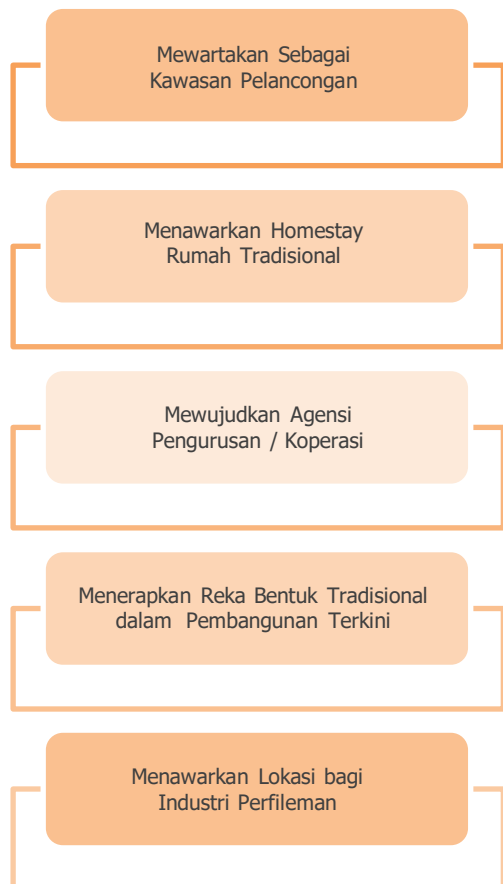 Mewartakan Sebagai
Kawasan Pelancongan
Menawarkan Homestay
Rumah Tradisional
Mewujudkan Agensi
Pengurusan / Koperasi
Menerapkan Reka Bentuk Tradisional
dalam Pembangunan Terkini
Menawarkan Lokasi bagi
Industri Perfileman